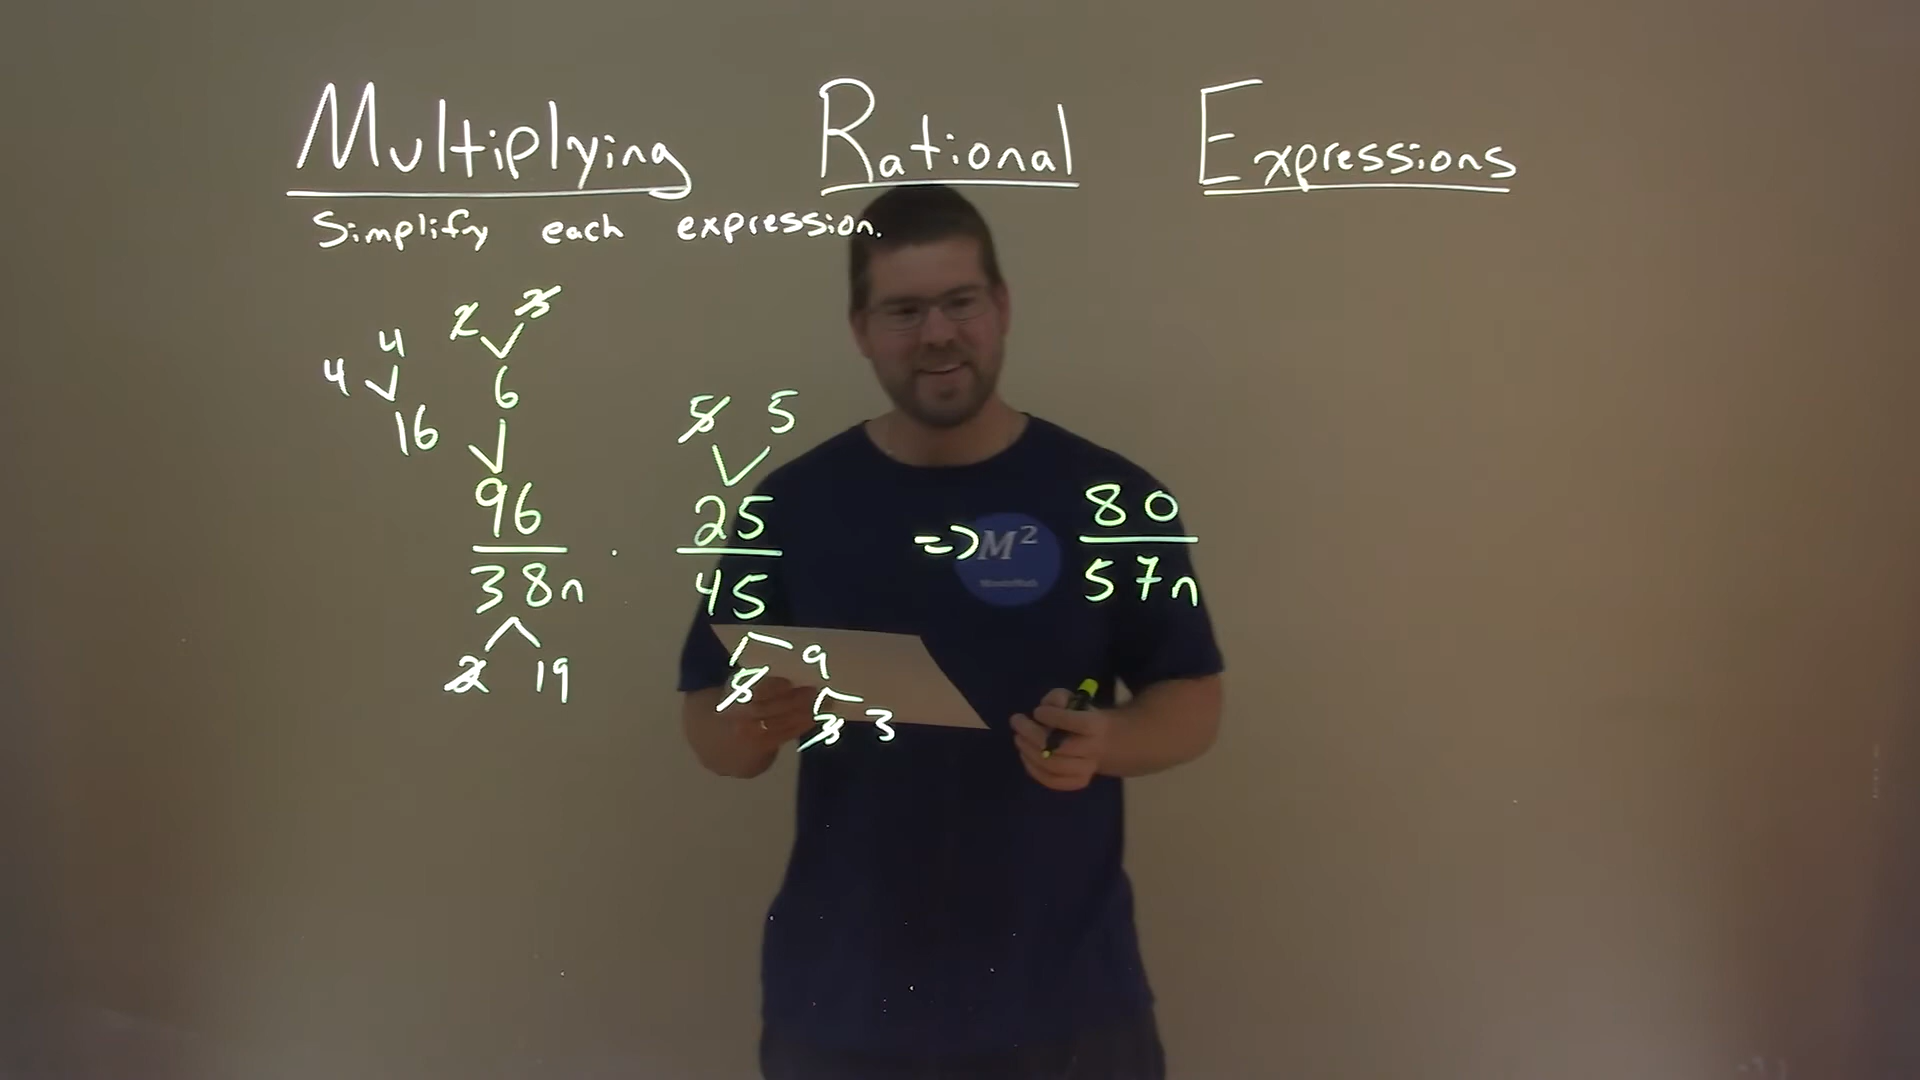 Multiplying Rational Expressions
Simplify each expression.
2 3
4 4
6
16
5 5
96 / 38n · 25 / 45 => 80 / 57n
2 19
5 9
3 3
M²